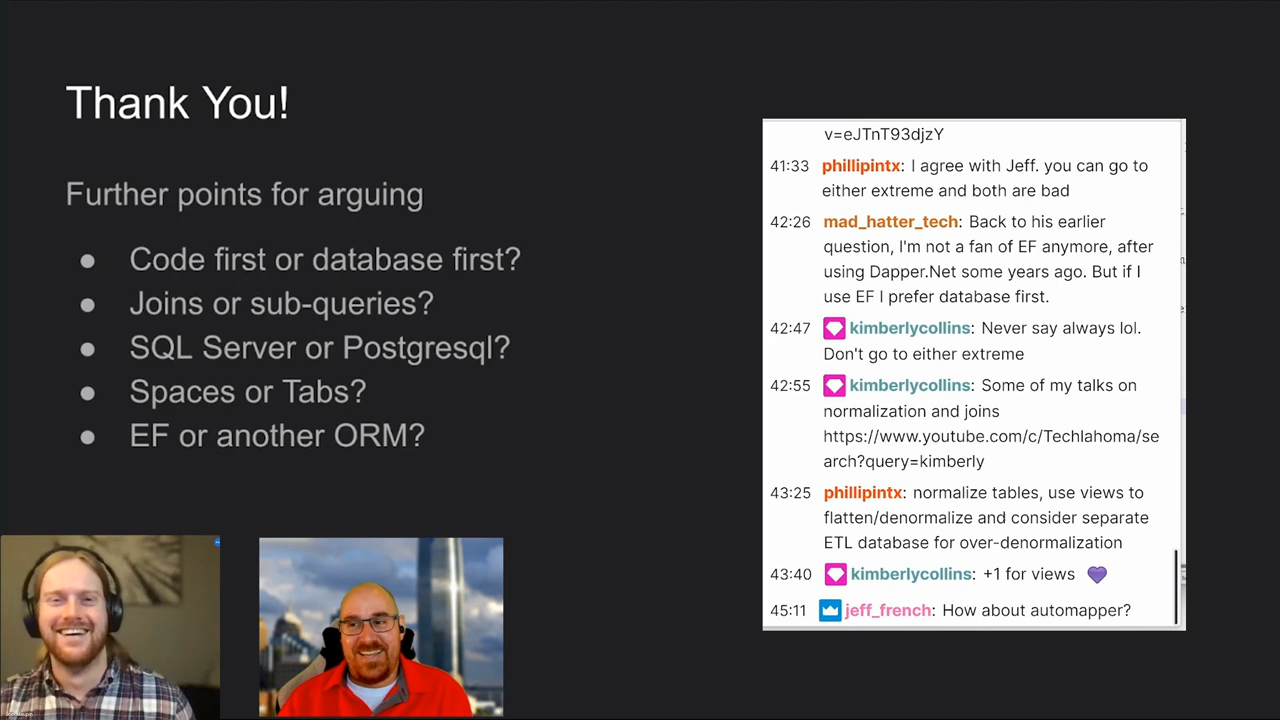 Thank You!
Further points for arguing
● Code first or database first?
● Joins or sub-queries?
● SQL Server or Postgresql?
● Spaces or Tabs?
● EF or another ORM?
v=eJTnT93djzY
41:33 phillipintx: I agree with Jeff. you can go to
either extreme and both are bad
42:26 mad_hatter_tech: Back to his earlier
question, I'm not a fan of EF anymore, after
using Dapper.Net some years ago. But if I
use EF I prefer database first.
42:47 kimberlycollins: Never say always lol.
Don't go to either extreme
42:55 kimberlycollins: Some of my talks on
normalization and joins
https://www.youtube.com/c/Techlahoma/se
arch?query=kimberly
43:25 phillipintx: normalize tables, use views to
flatten/denormalize and consider separate
ETL database for over-denormalization
43:40 kimberlycollins: +1 for views 💜
45:11 jeff_french: How about automapper?